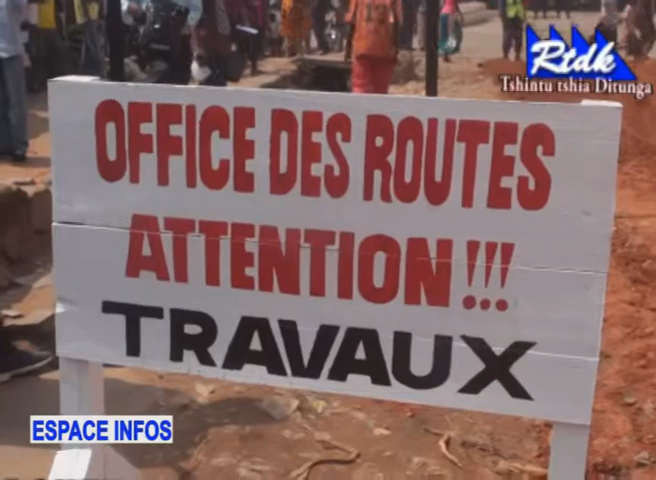 Rtdk
Tshintu tshia Ditunga
OFFICE DES ROUTES
ATTENTION!!!
TRAVAUX
ESPACE INFOS